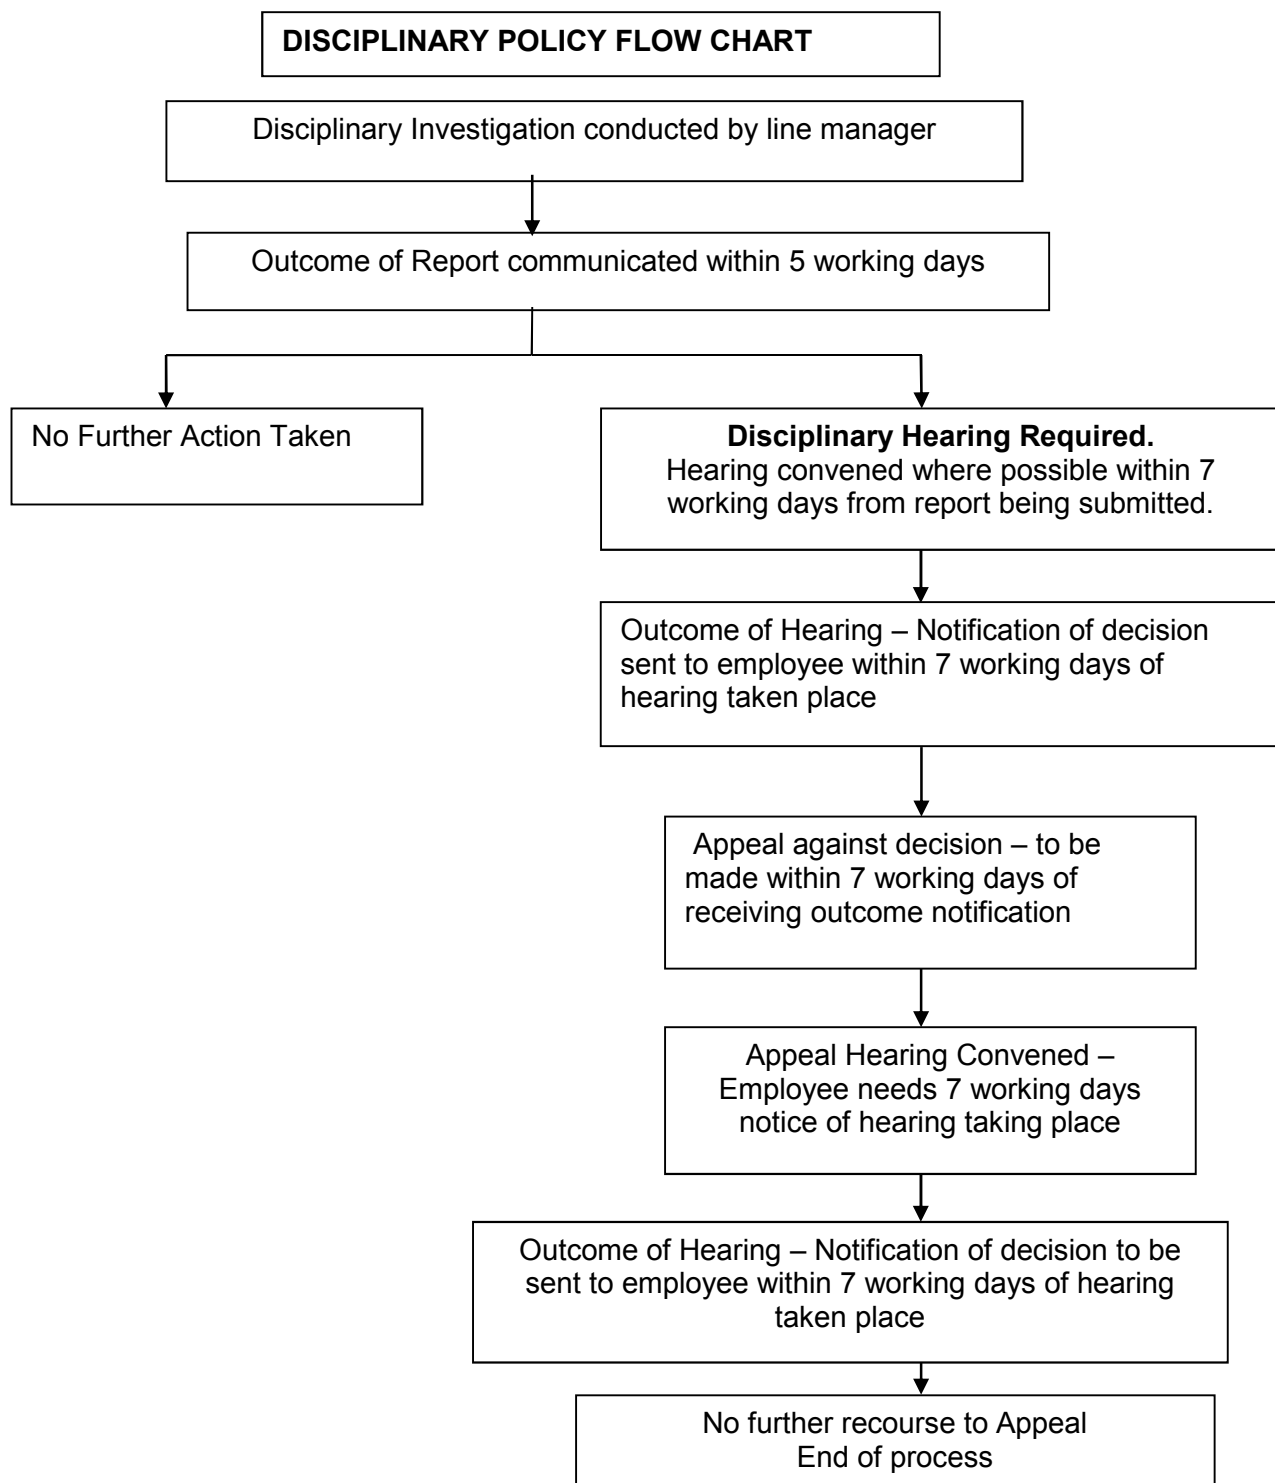 DISCIPLINARY POLICY FLOW CHART
Disciplinary Investigation conducted by line manager
Outcome of Report communicated within 5 working days
No Further Action Taken
Disciplinary Hearing Required.
Hearing convened where possible within 7
working days from report being submitted.
Outcome of Hearing – Notification of decision
sent to employee within 7 working days of
hearing taken place
Appeal against decision – to be
made within 7 working days of
receiving outcome notification
Appeal Hearing Convened –
Employee needs 7 working days
notice of hearing taking place
Outcome of Hearing – Notification of decision to be
sent to employee within 7 working days of hearing
taken place
No further recourse to Appeal
End of process